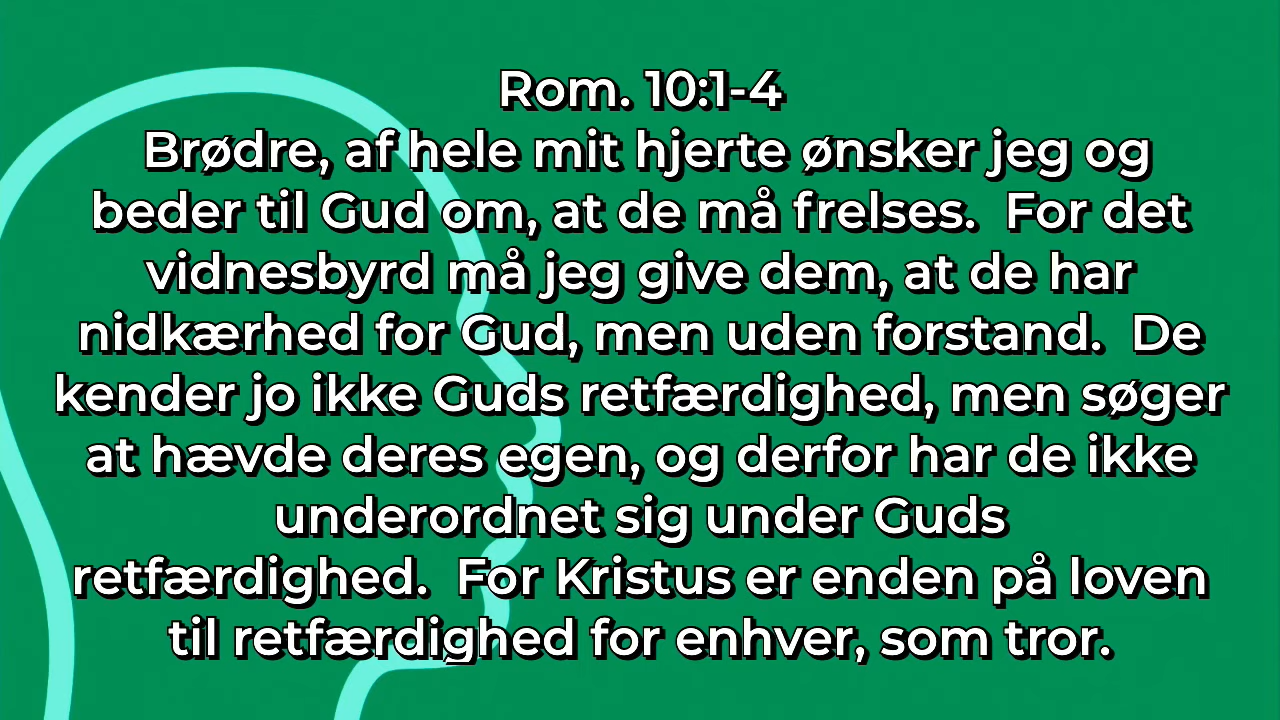 Rom. 10:1-4
Brødre, af hele mit hjerte ønsker jeg og
beder til Gud om, at de må frelses.  For det
vidnesbyrd må jeg give dem, at de har
nidkærhed for Gud, men uden forstand.  De
kender jo ikke Guds retfærdighed, men søger
at hævde deres egen, og derfor har de ikke
underordnet sig under Guds
retfærdighed.  For Kristus er enden på loven
til retfærdighed for enhver, som tror.